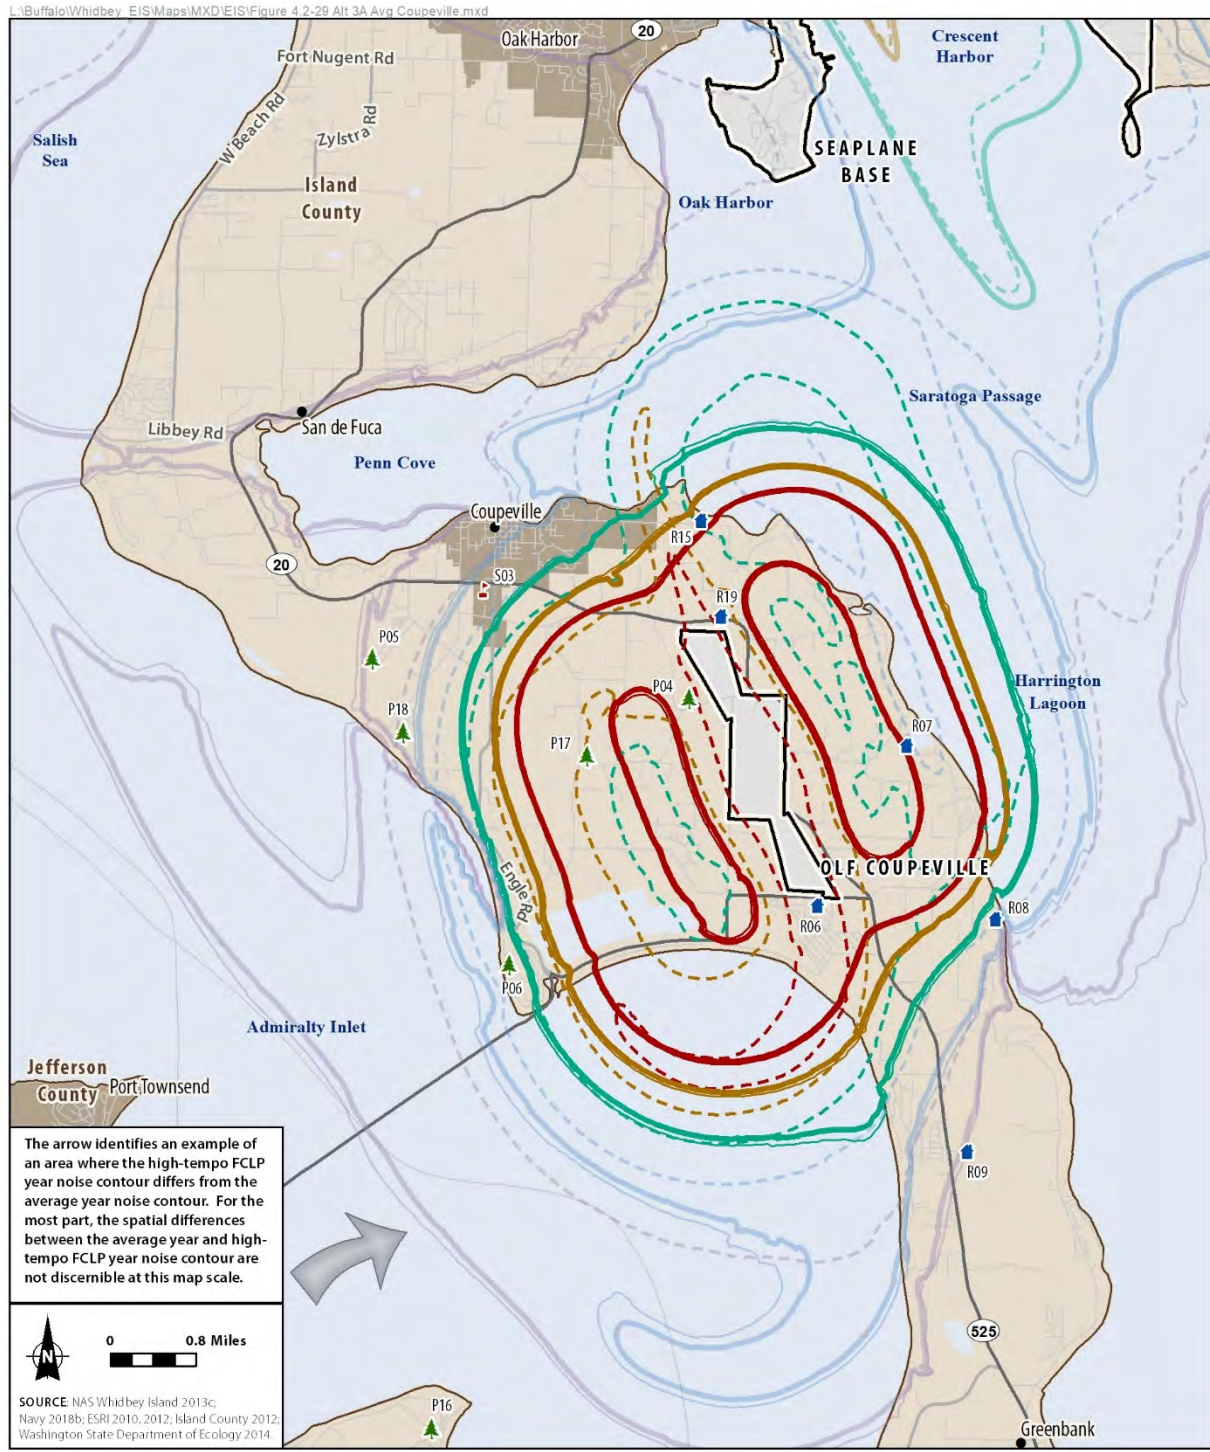 L:\Buffalo\Whidbey_EIS\Maps\MXD\EIS\Figure 4.2-29 Alt 3A Avg Coupeville.mxd
Oak Harbor
20
Crescent
Harbor
Fort Nugent Rd
W Beach Rd
Zylstra Rd
Salish
Sea
Island
County
SEAPLANE
BASE
Oak Harbor
Saratoga Passage
Libbey Rd
San de Fuca
Penn Cove
Coupeville
R15
20
S03
R19
P05
P04
Harrington
Lagoon
P18
P17
R07
Engle Rd
OLF COUPEVILLE
R06
R08
P06
Admiralty Inlet
Jefferson
County
Port Townsend
The arrow identifies an example of
an area where the high-tempo FCLP
year noise contour differs from the
average year noise contour. For the
most part, the spatial differences
between the average year and high-
tempo FCLP year noise contour are
not discernible at this map scale.
R09
N
0 0.8 Miles
525
SOURCE: NAS Whidbey Island 2013c;
Navy 2018b; ESRI 2010, 2012; Island County 2012;
Washington State Department of Ecology 2014.
P16
Greenbank